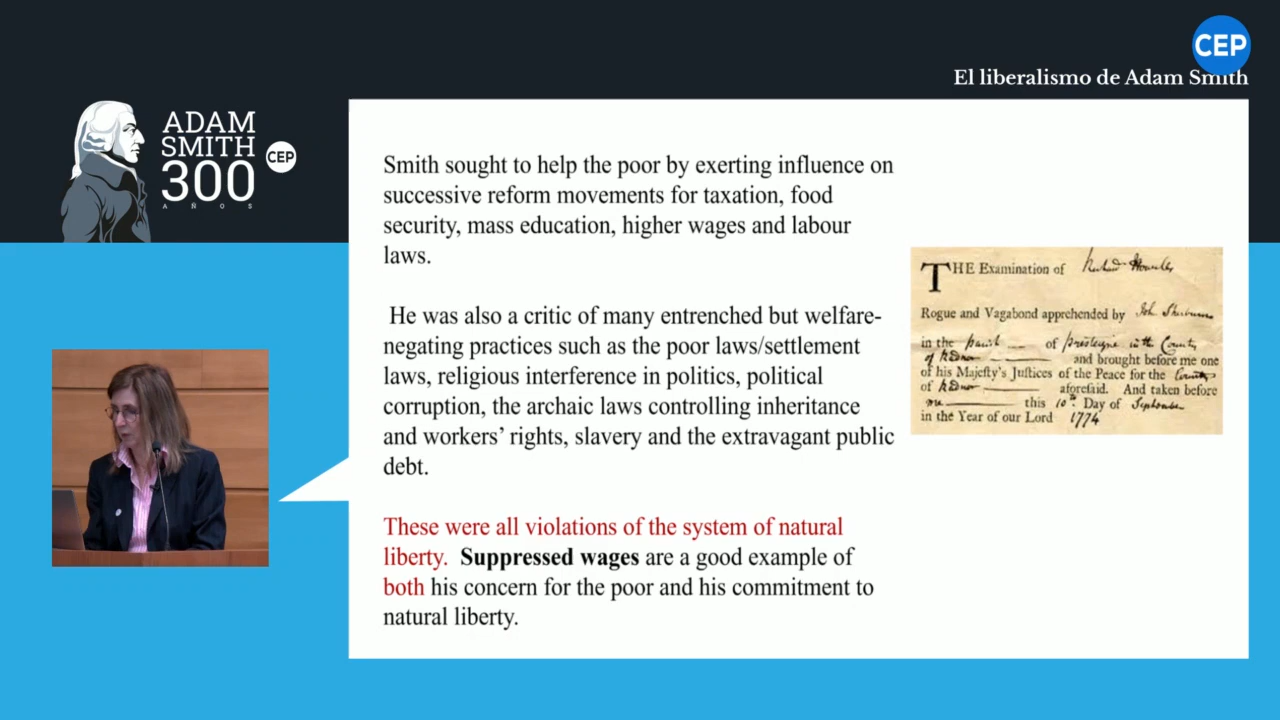 CEP
El liberalismo de Adam Smith
ADAM
SMITH
300
AÑOS
CEP
Smith sought to help the poor by exerting influence on
successive reform movements for taxation, food
security, mass education, higher wages and labour
laws.
He was also a critic of many entrenched but welfare-
negating practices such as the poor laws/settlement
laws, religious interference in politics, political
corruption, the archaic laws controlling inheritance
and workers’ rights, slavery and the extravagant public
debt.
These were all violations of the system of natural
liberty. Suppressed wages are a good example of
both his concern for the poor and his commitment to
natural liberty.
THE Examination of
Rogue and Vagabond apprehended by
in the parish of in the County
of and brought before me one
of his Majesty's Justices of the Peace for the County
of aforesaid. And taken before
me this 10th Day of September
in the Year of our Lord 1774